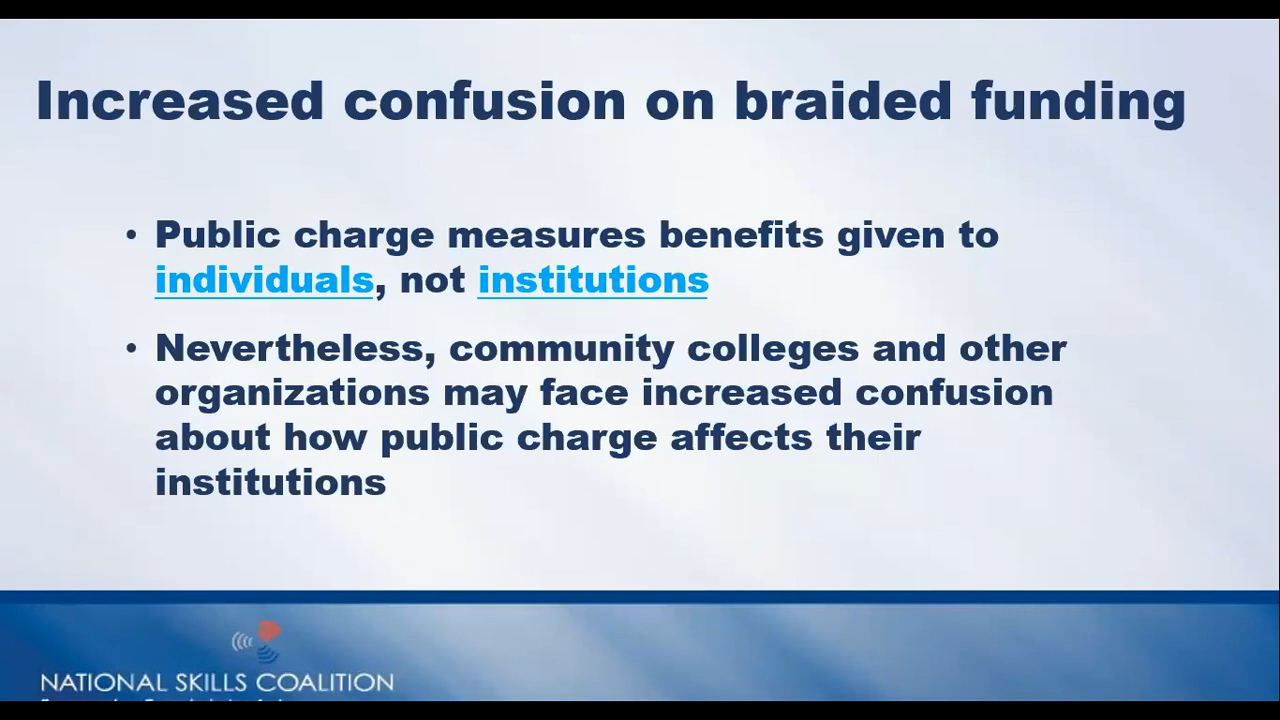 Increased confusion on braided funding
• Public charge measures benefits given to
individuals, not institutions
• Nevertheless, community colleges and other
organizations may face increased confusion
about how public charge affects their
institutions
NATIONAL SKILLS COALITION